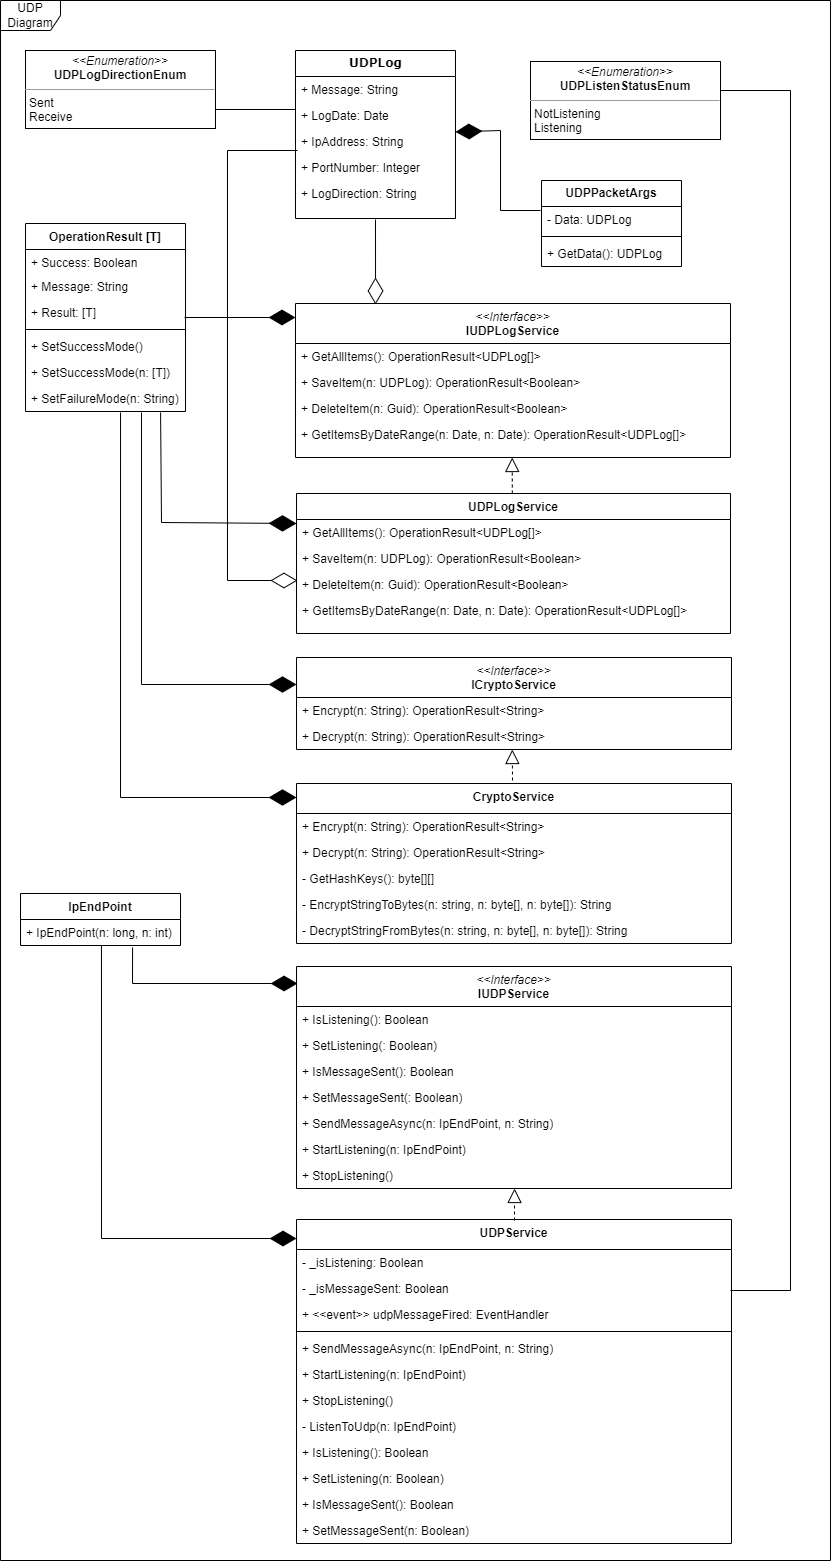 UDP
Diagram
<<Enumeration>>
UDPLogDirectionEnum
Sent
Receive
UDPLog
+ Message: String
+ LogDate: Date
+ IpAddress: String
+ PortNumber: Integer
+ LogDirection: String
<<Enumeration>>
UDPListenStatusEnum
NotListening
Listening
UDPPacketArgs
- Data: UDPLog
+ GetData(): UDPLog
OperationResult [T]
+ Success: Boolean
+ Message: String
+ Result: [T]
+ SetSuccessMode()
+ SetSuccessMode(n: [T])
+ SetFailureMode(n: String)
<<Interface>>
IUDPLogService
+ GetAllItems(): OperationResult<UDPLog[]>
+ SaveItem(n: UDPLog): OperationResult<Boolean>
+ DeleteItem(n: Guid): OperationResult<Boolean>
+ GetItemsByDateRange(n: Date, n: Date): OperationResult<UDPLog[]>
UDPLogService
+ GetAllItems(): OperationResult<UDPLog[]>
+ SaveItem(n: UDPLog): OperationResult<Boolean>
+ DeleteItem(n: Guid): OperationResult<Boolean>
+ GetItemsByDateRange(n: Date, n: Date): OperationResult<UDPLog[]>
<<Interface>>
ICryptoService
+ Encrypt(n: String): OperationResult<String>
+ Decrypt(n: String): OperationResult<String>
CryptoService
+ Encrypt(n: String): OperationResult<String>
+ Decrypt(n: String): OperationResult<String>
- GetHashKeys(): byte[][]
- EncryptStringToBytes(n: string, n: byte[], n: byte[]): String
- DecryptStringFromBytes(n: string, n: byte[], n: byte[]): String
IpEndPoint
+ IpEndPoint(n: long, n: int)
<<Interface>>
IUDPService
+ IsListening(): Boolean
+ SetListening(: Boolean)
+ IsMessageSent(): Boolean
+ SetMessageSent(: Boolean)
+ SendMessageAsync(n: IpEndPoint, n: String)
+ StartListening(n: IpEndPoint)
+ StopListening()
UDPService
- _isListening: Boolean
- _isMessageSent: Boolean
+ <<event>> udpMessageFired: EventHandler
+ SendMessageAsync(n: IpEndPoint, n: String)
+ StartListening(n: IpEndPoint)
+ StopListening()
- ListenToUdp(n: IpEndPoint)
+ IsListening(): Boolean
+ SetListening(n: Boolean)
+ IsMessageSent(): Boolean
+ SetMessageSent(n: Boolean)